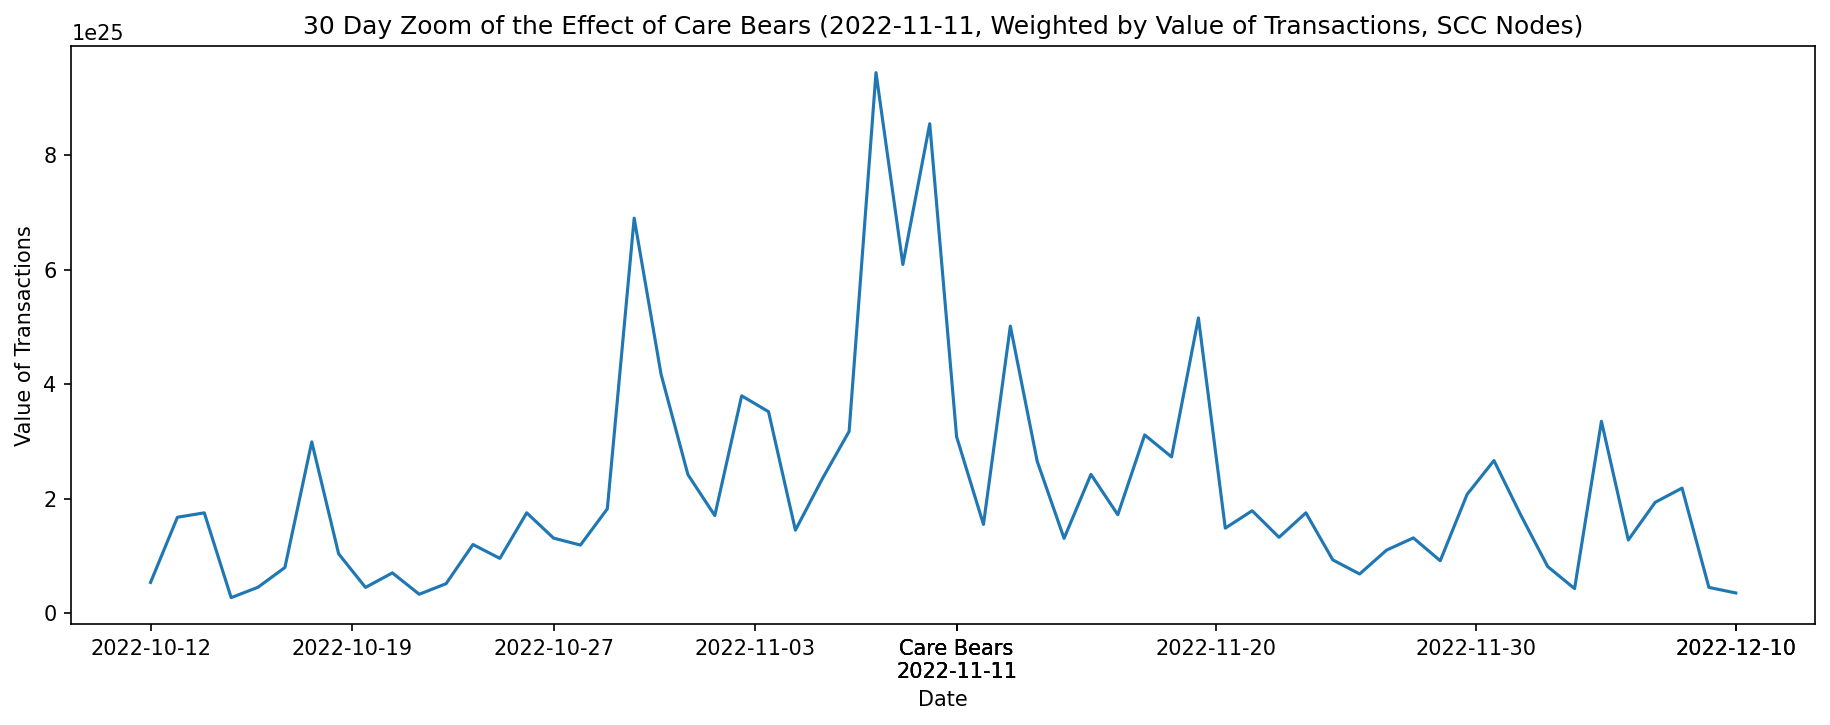 30 Day Zoom of the Effect of Care Bears (2022-11-11, Weighted by Value of Transactions, SCC Nodes)
1e25
8
6
4
2
0
Value of Transactions
2022-10-12
2022-10-19
2022-10-27
2022-11-03
Care Bears
2022-11-11
2022-11-20
2022-11-30
2022-12-10
Date